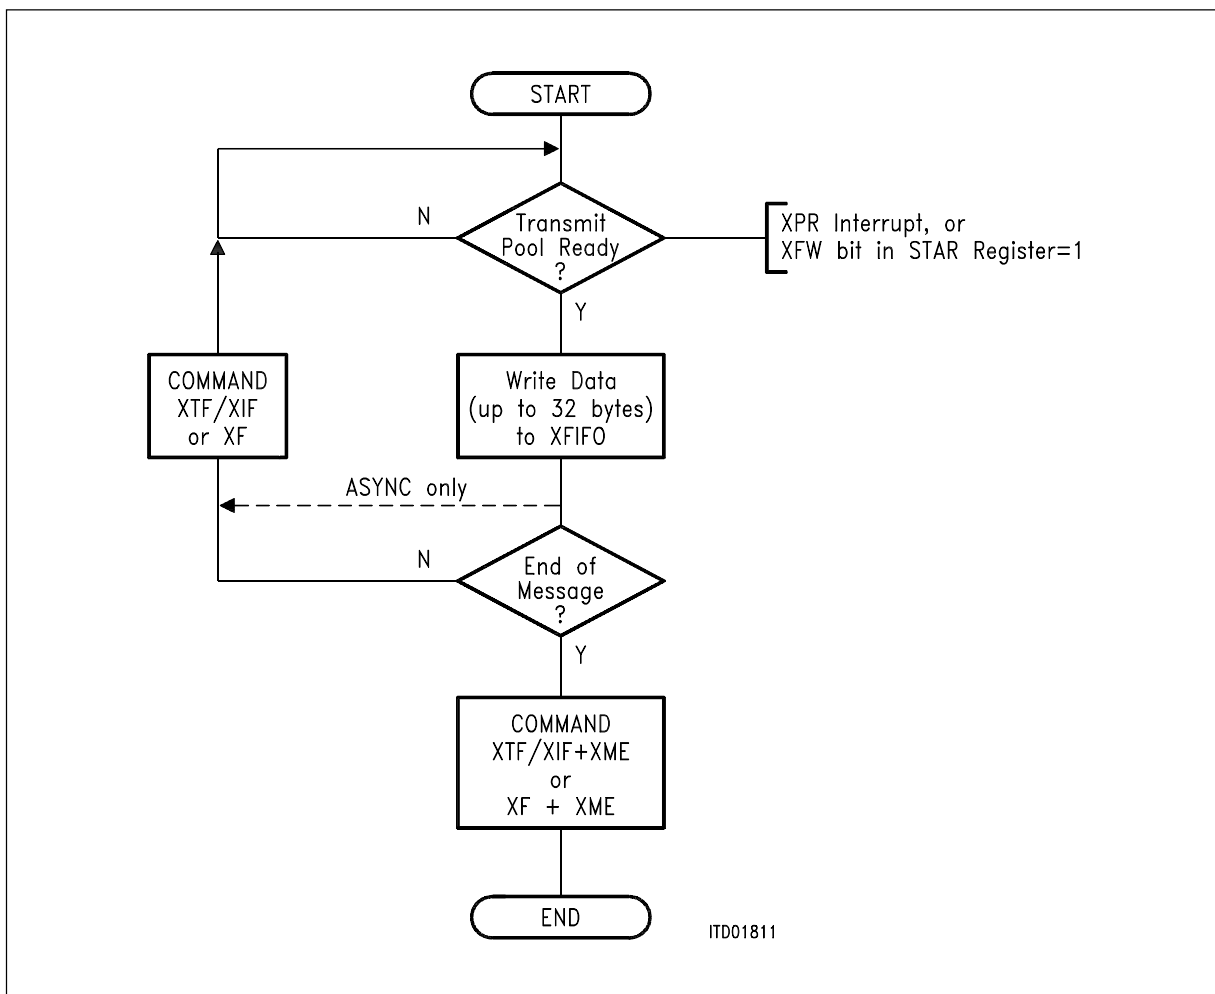 START
N
Transmit
Pool Ready
?
XPR Interrupt, or
XFW bit in STAR Register=1
Y
COMMAND
XTF/XIF
or XF
Write Data
(up to 32 bytes)
to XFIFO
ASYNC only
N
End of
Message
?
Y
COMMAND
XTF/XIF+XME
or
XF + XME
END
ITD01811